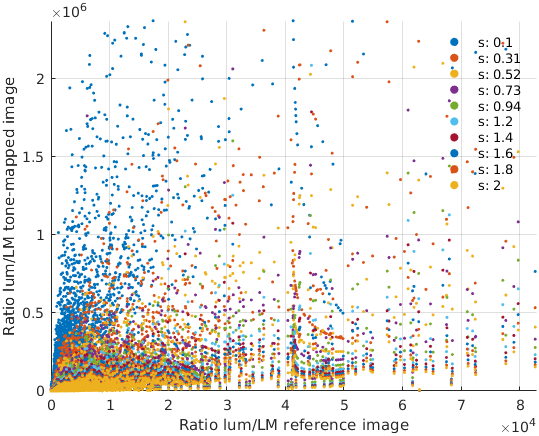 ×10^6
2
1.5
1
0.5
0
Ratio lum/LM tone-mapped image
s: 0.1
s: 0.31
s: 0.52
s: 0.73
s: 0.94
s: 1.2
s: 1.4
s: 1.6
s: 1.8
s: 2
0 1 2 3 4 5 6 7 8
×10^4
Ratio lum/LM reference image